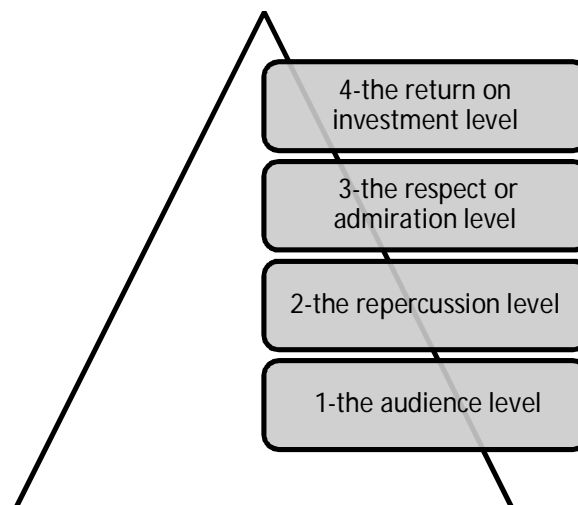 4-the return on
investment level
3-the respect or
admiration level
2-the repercussion level
1-the audience level